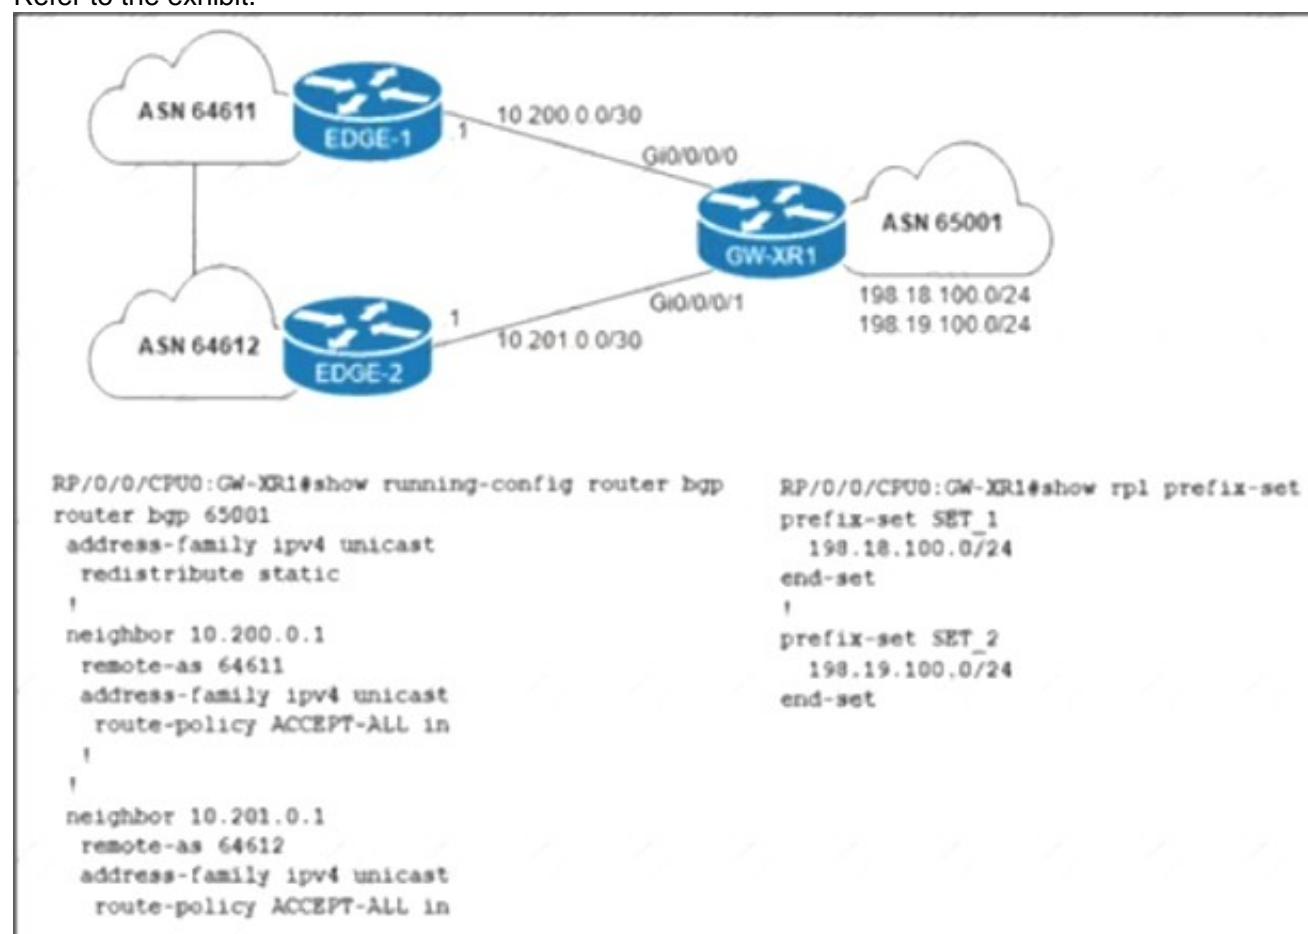 Refer to the exhibit.
ASN 64611
EDGE-1
.1
10.200.0.0/30
Gi0/0/0/0
GW-XR1
ASN 65001
198.18.100.0/24
198.19.100.0/24
Gi0/0/0/1
ASN 64612
EDGE-2
.1
10.201.0.0/30
RP/0/0/CPU0:GW-XR1#show running-config router bgp
router bgp 65001
address-family ipv4 unicast
redistribute static
!
neighbor 10.200.0.1
remote-as 64611
address-family ipv4 unicast
route-policy ACCEPT-ALL in
!
!
neighbor 10.201.0.1
remote-as 64612
address-family ipv4 unicast
route-policy ACCEPT-ALL in
RP/0/0/CPU0:GW-XR1#show rpl prefix-set
prefix-set SET_1
198.18.100.0/24
end-set
!
prefix-set SET_2
198.19.100.0/24
end-set